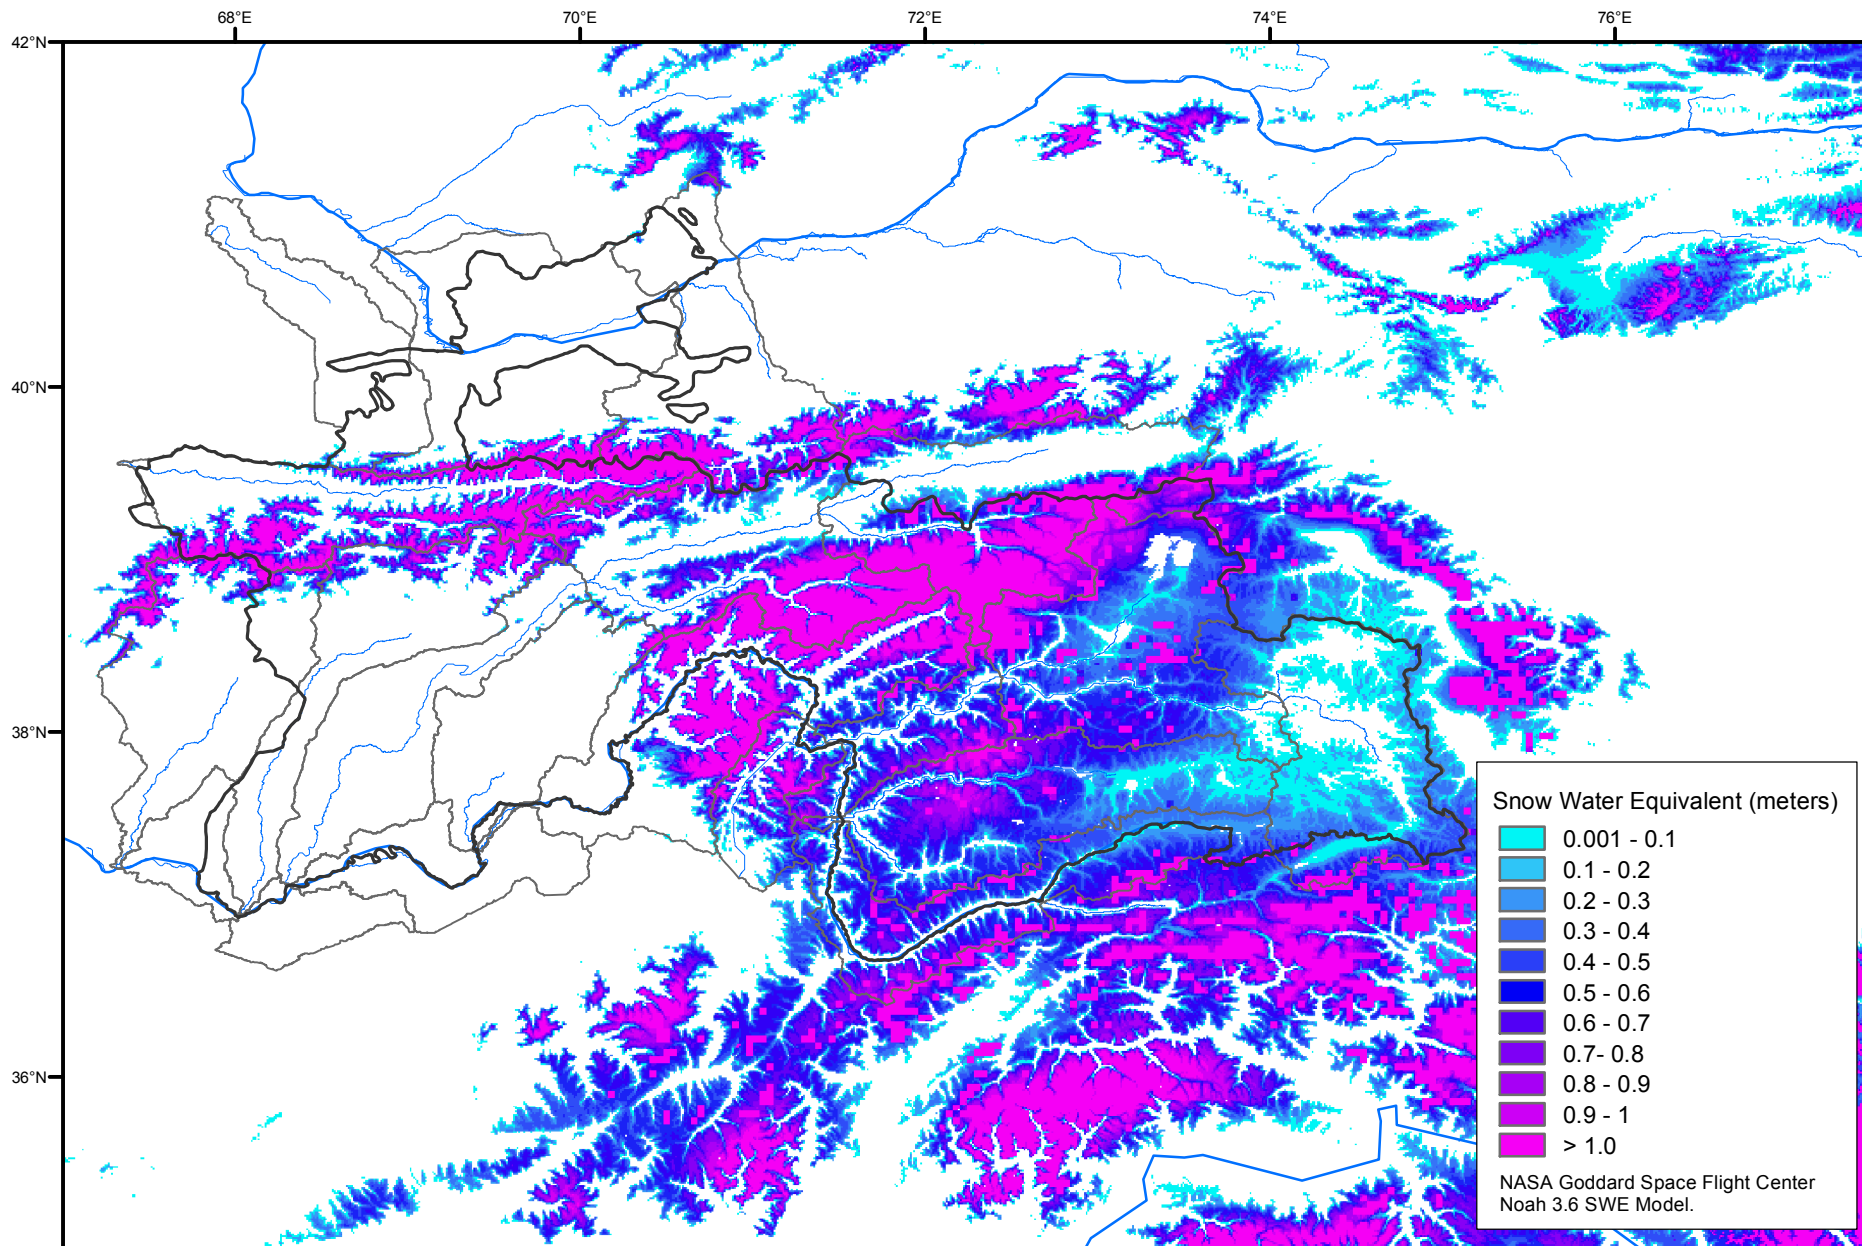 68°E
70°E
72°E
74°E
76°E
42°N
40°N
38°N
36°N
Snow Water Equivalent (meters)
0.001 - 0.1
0.1 - 0.2
0.2 - 0.3
0.3 - 0.4
0.4 - 0.5
0.5 - 0.6
0.6 - 0.7
0.7- 0.8
0.8 - 0.9
0.9 - 1
> 1.0
NASA Goddard Space Flight Center
Noah 3.6 SWE Model.